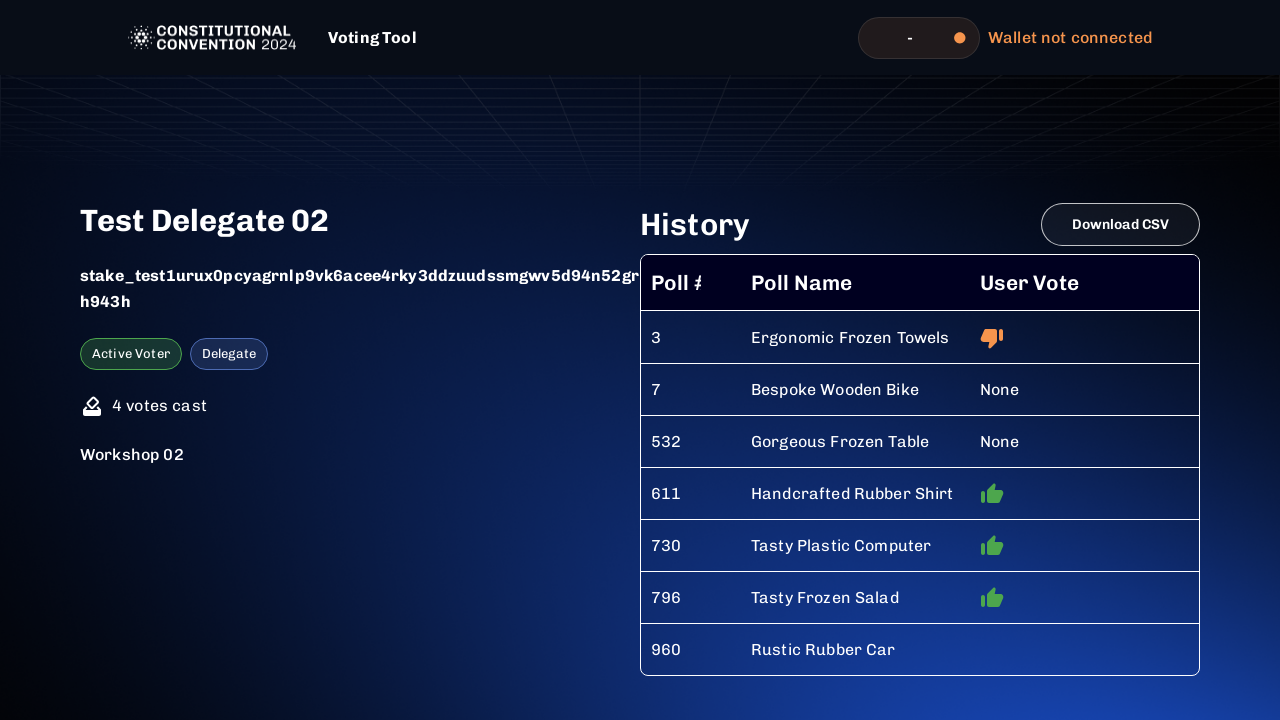 CONSTITUTIONAL
CONVENTION 2024
Voting Tool
-
Wallet not connected
Test Delegate 02
stake_test1urux0pcyagrnlp9vk6acee4rky3ddzuudssmgwv5d94n52gr
h943h
Active Voter
Delegate
4 votes cast
Workshop 02
History
Download CSV
Poll #
Poll Name
User Vote
3
Ergonomic Frozen Towels
7
Bespoke Wooden Bike
None
532
Gorgeous Frozen Table
None
611
Handcrafted Rubber Shirt
730
Tasty Plastic Computer
796
Tasty Frozen Salad
960
Rustic Rubber Car